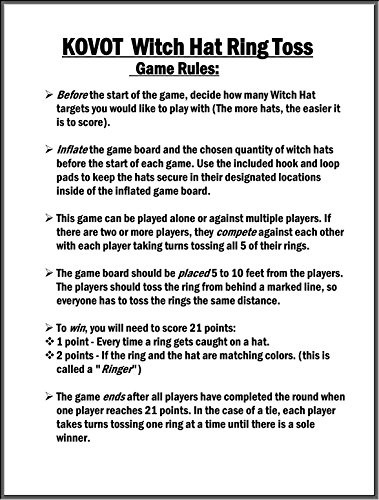 KOVOT Witch Hat Ring Toss
Game Rules:
➢ Before the start of the game, decide how many Witch Hat
targets you would like to play with (The more hats, the easier it
is to score).
➢ Inflate the game board and the chosen quantity of witch hats
before the start of each game. Use the included hook and loop
pads to keep the hats secure in their designated locations
inside of the inflated game board.
➢ This game can be played alone or against multiple players. If
there are two or more players, they compete against each other
with each player taking turns tossing all 5 of their rings.
➢ The game board should be placed 5 to 10 feet from the players.
The players should toss the ring from behind a marked line, so
everyone has to toss the rings the same distance.
➢ To win, you will need to score 21 points:
❖ 1 point - Every time a ring gets caught on a hat.
❖ 2 points - If the ring and the hat are matching colors. (this is
called a "Ringer")
➢ The game ends after all players have completed the round when
one player reaches 21 points. In the case of a tie, each player
takes turns tossing one ring at a time until there is a sole
winner.